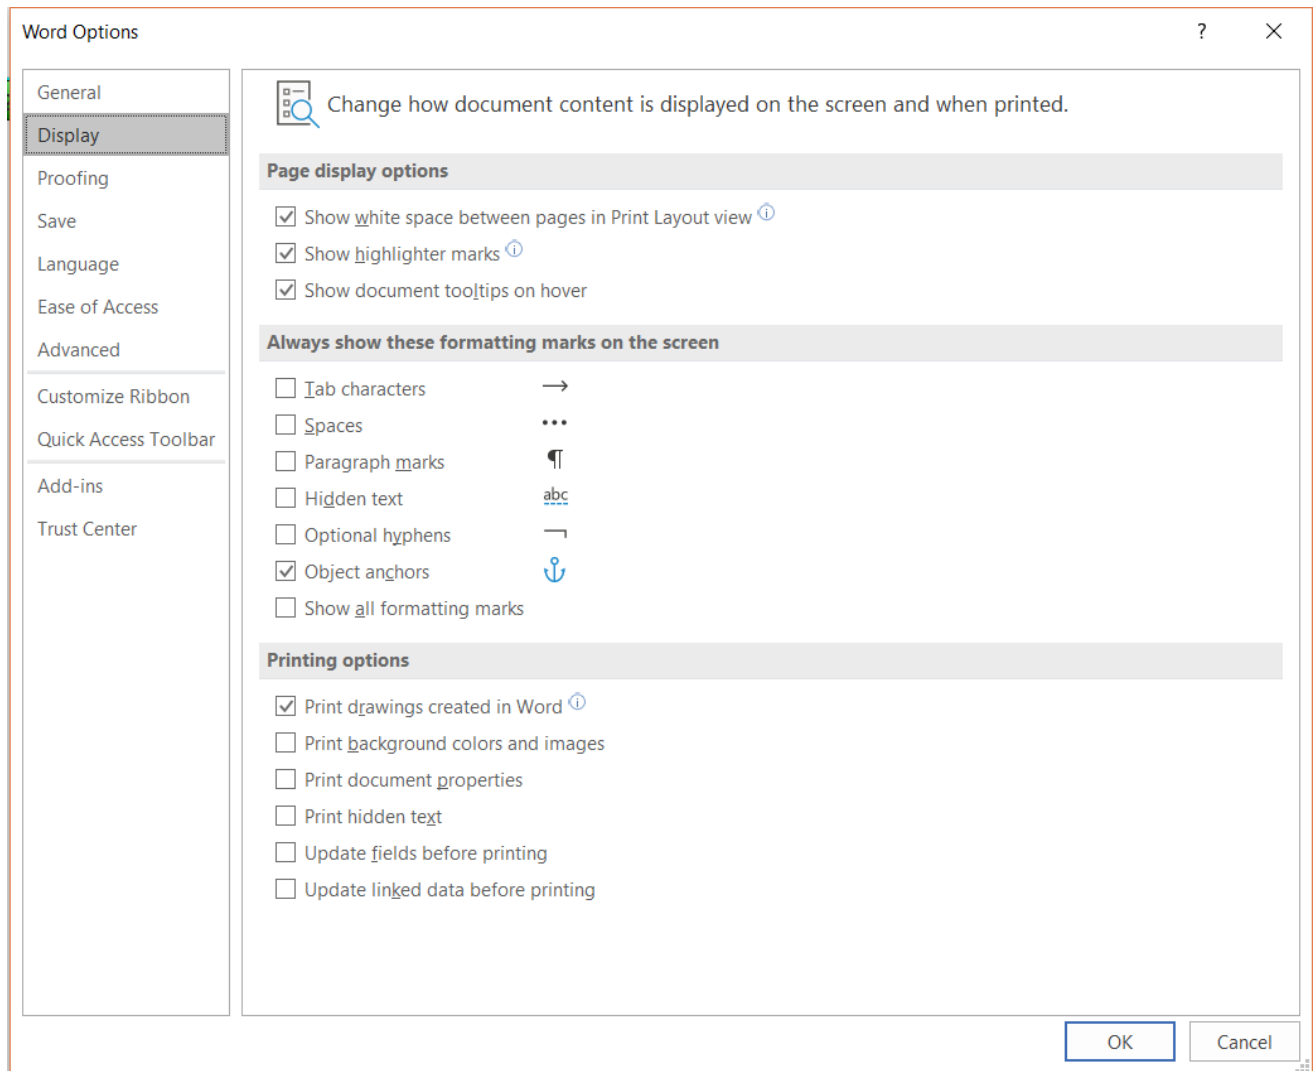 Word Options
?
General
Display
Proofing
Save
Language
Ease of Access
Advanced
Customize Ribbon
Quick Access Toolbar
Add-ins
Trust Center
Change how document content is displayed on the screen and when printed.
Page display options
Show white space between pages in Print Layout view
Show highlighter marks
Show document tooltips on hover
Always show these formatting marks on the screen
Tab characters →
Spaces •••
Paragraph marks ¶
Hidden text abc
Optional hyphens ¬
Object anchors
Show all formatting marks
Printing options
Print drawings created in Word
Print background colors and images
Print document properties
Print hidden text
Update fields before printing
Update linked data before printing
OK Cancel